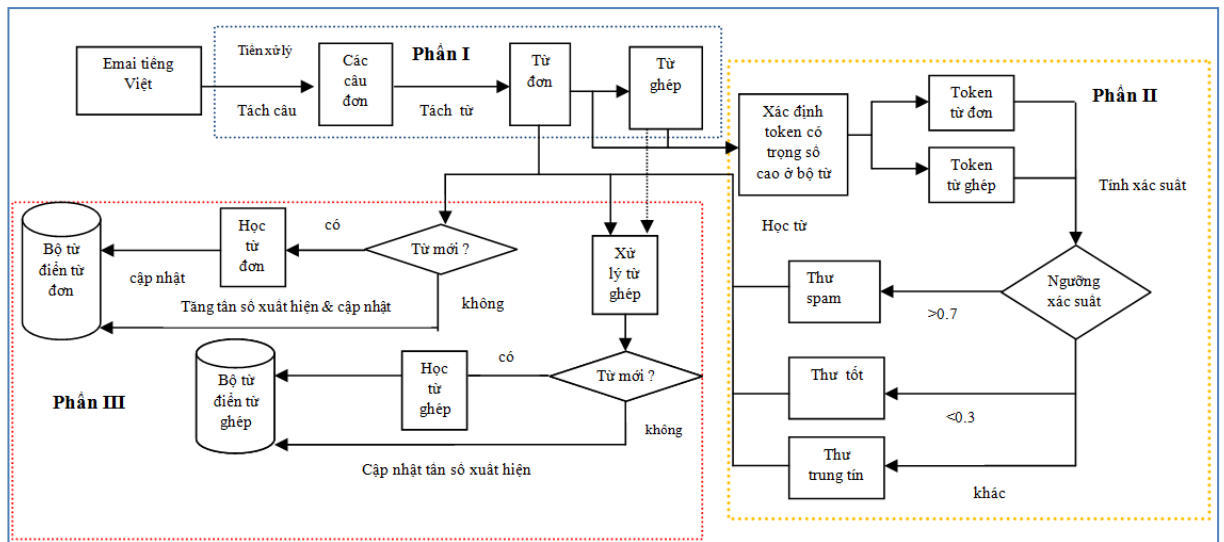 Emai tiếng
Việt
Tiền xử lý
Tách câu
Các
câu
đơn
Phần I
Tách từ
Từ
đơn
Từ
ghép
Xác định
token có
trọng số
cao ở bộ từ
Token
từ đơn
Token
từ ghép
Phần II
Tính xác suất
Học từ
Ngưỡng
xác suất
Thư
spam
>0.7
Thư tốt
<0.3
Thư
trung tín
khác
Bộ từ
điển từ
đơn
cập nhật
Học
từ
đơn
có
Từ mới ?
không
Tăng tân số xuất hiện & cập nhật
Xử
lý từ
ghép
Phần III
Bộ từ
điển từ
ghép
Học
từ
ghép
có
Từ mới ?
không
Cập nhật tân số xuất hiện